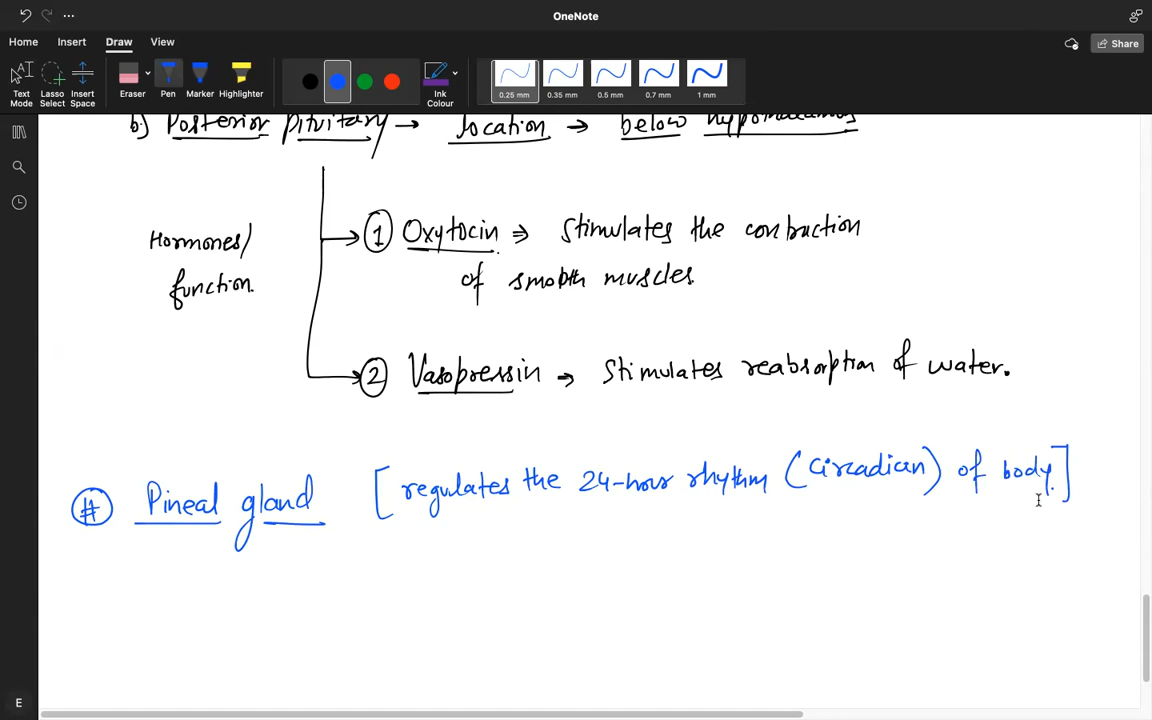 OneNote
Home Insert Draw View
Share
Text Mode
Lasso Select
Insert Space
Eraser
Pen
Marker
Highlighter
Ink Colour
0.25 mm
0.35 mm
0.5 mm
0.7 mm
1 mm
b.) Posterior pituitary → location → below hypothalamus
Hormones/
function.
① Oxytocin ⇒ Stimulates the contraction
of smooth muscles.
② Vasopressin ⇒ Stimulates reabsorption of water.
# Pineal gland [regulates the 24-hour rhythm (circadian) of body.]
E